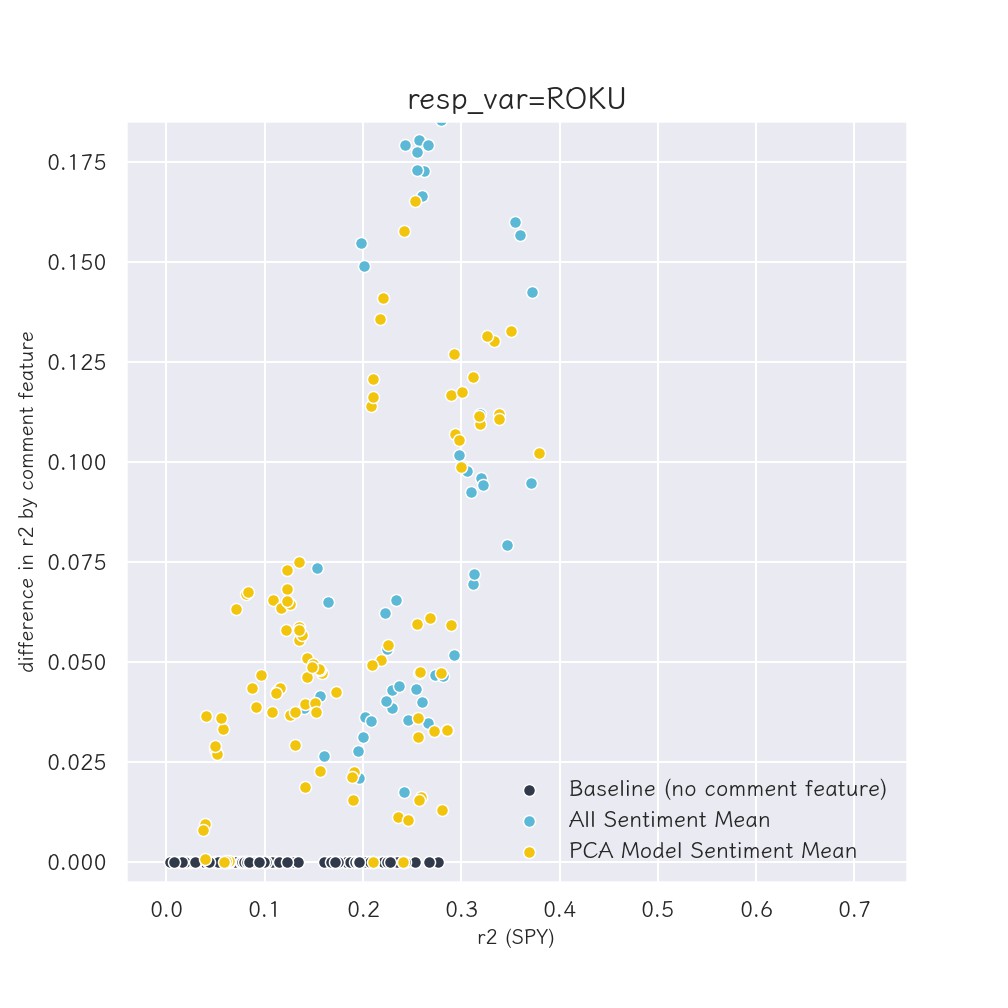 resp_var=ROKU
difference in r2 by comment feature
0.175
0.150
0.125
0.100
0.075
0.050
0.025
0.000
Baseline (no comment feature)
All Sentiment Mean
PCA Model Sentiment Mean
0.0 0.1 0.2 0.3 0.4 0.5 0.6 0.7
r2 (SPY)